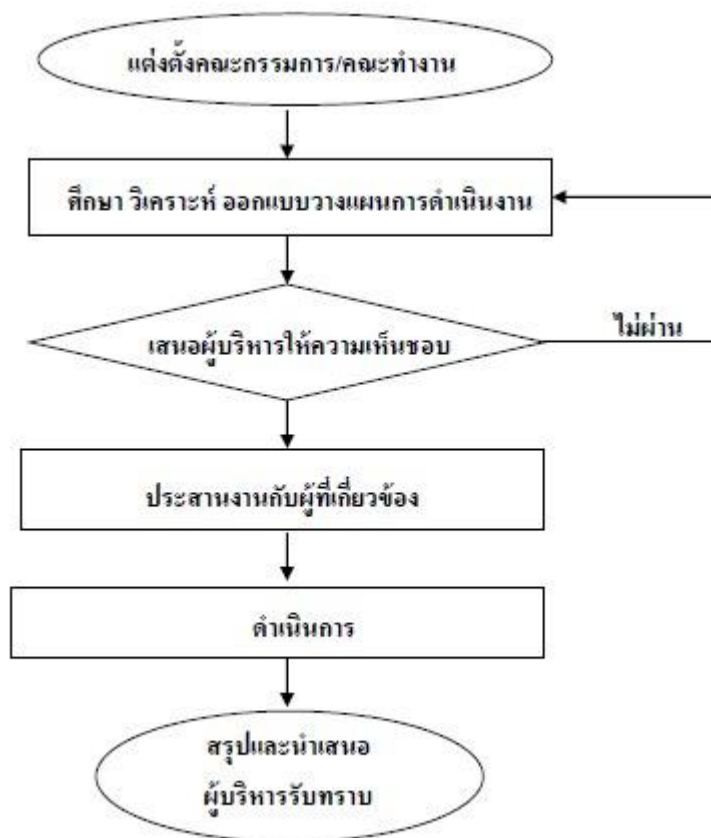 แต่งตั้งคณะกรรมการ/คณะทำงาน
ศึกษา วิเคราะห์ ออกแบบวางแผนการดำเนินงาน
เสนอผู้บริหารให้ความเห็นชอบ
ไม่ผ่าน
ประสานงานกับผู้ที่เกี่ยวข้อง
ดำเนินการ
สรุปและนำเสนอ
ผู้บริหารรับทราบ